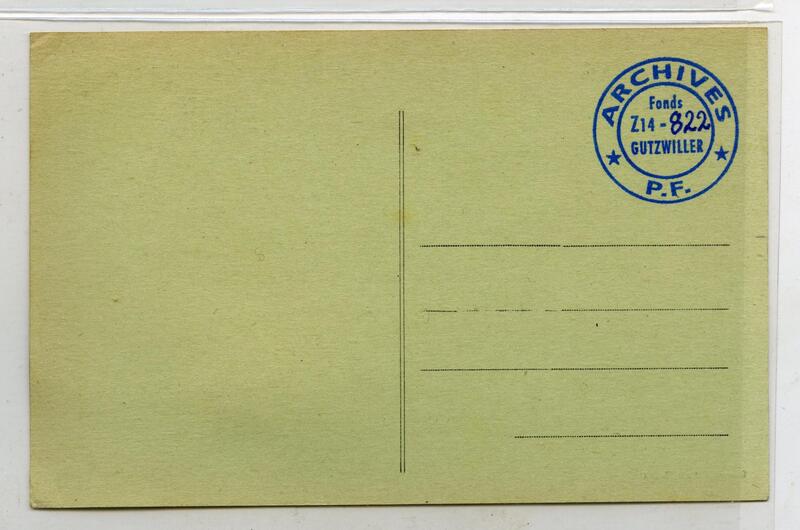 ARCHIVES
Fonds
Z14 - 822
GUTZWILLER
P.F.